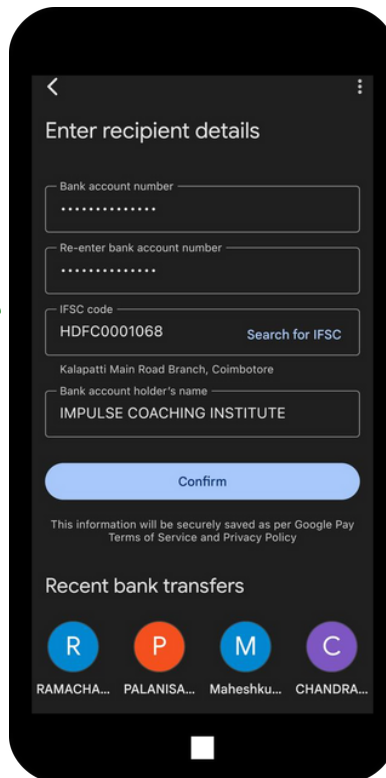 Enter recipient details
Bank account number
••••••••••••••
Re-enter bank account number
••••••••••••••
IFSC code
HDFC0001068 Search for IFSC
Kalapatti Main Road Branch, Coimbotore
Bank account holder's name
IMPULSE COACHING INSTITUTE
Confirm
This information will be securely saved as per Google Pay
Terms of Service and Privacy Policy
Recent bank transfers
R P M C
RAMACHA... PALANISA... Maheshku... CHANDRA...